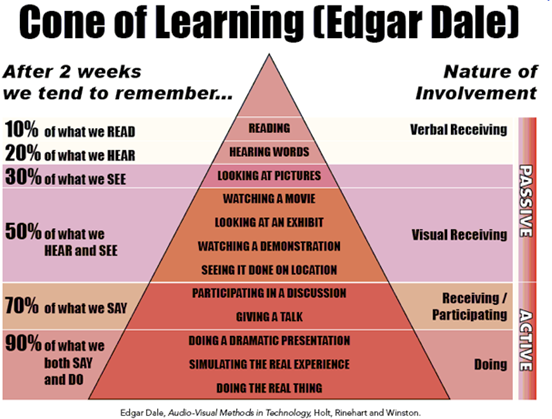 Cone of Learning (Edgar Dale)
After 2 weeks
we tend to remember...
Nature of
Involvement
10% of what we READ
READING
Verbal Receiving
20% of what we HEAR
HEARING WORDS
30% of what we SEE
LOOKING AT PICTURES
PASSIVE
50% of what we
HEAR and SEE
WATCHING A MOVIE
LOOKING AT AN EXHIBIT
WATCHING A DEMONSTRATION
SEEING IT DONE ON LOCATION
Visual Receiving
70% of what we SAY
PARTICIPATING IN A DISCUSSION
GIVING A TALK
Receiving /
Participating
ACTIVE
90% of what we
both SAY
and DO
DOING A DRAMATIC PRESENTATION
SIMULATING THE REAL EXPERIENCE
DOING THE REAL THING
Doing
Edgar Dale, Audio-Visual Methods in Technology, Holt, Rinehart and Winston.